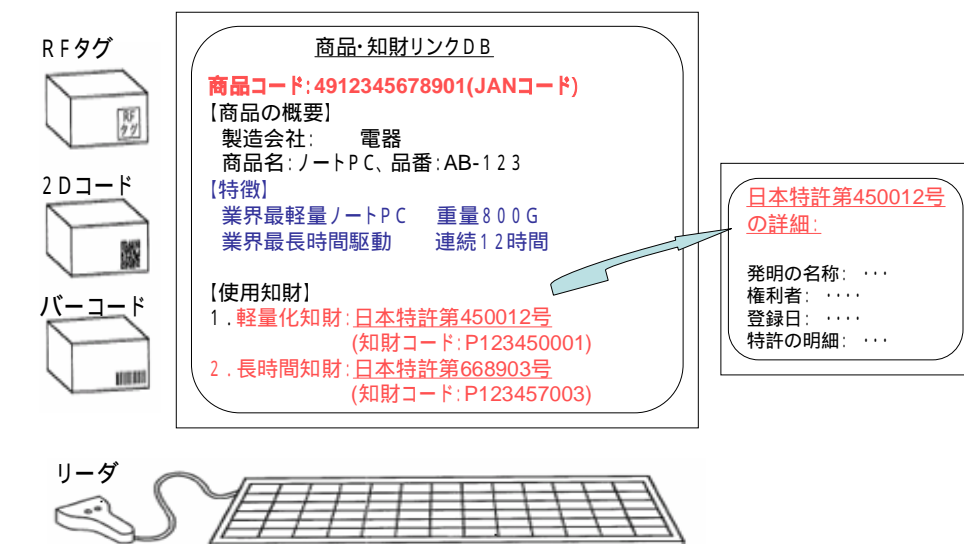 RFタグ
RF
タグ
2Dコード
バーコード
商品・知財リンクDB
商品コード:4912345678901(JANコード)
【商品の概要】
製造会社: 電器
商品名:ノートPC、品番:AB-123
【特徴】
業界最軽量ノートPC 重量800G
業界最長時間駆動 連続12時間
【使用知財】
1.軽量化知財:日本特許第450012号
(知財コード:P123450001)
2.長時間知財:日本特許第668903号
(知財コード:P123457003)
日本特許第450012号
の詳細:
発明の名称: ・・・
権利者: ・・・・
登録日: ・・・・
特許の明細: ・・・
リーダ